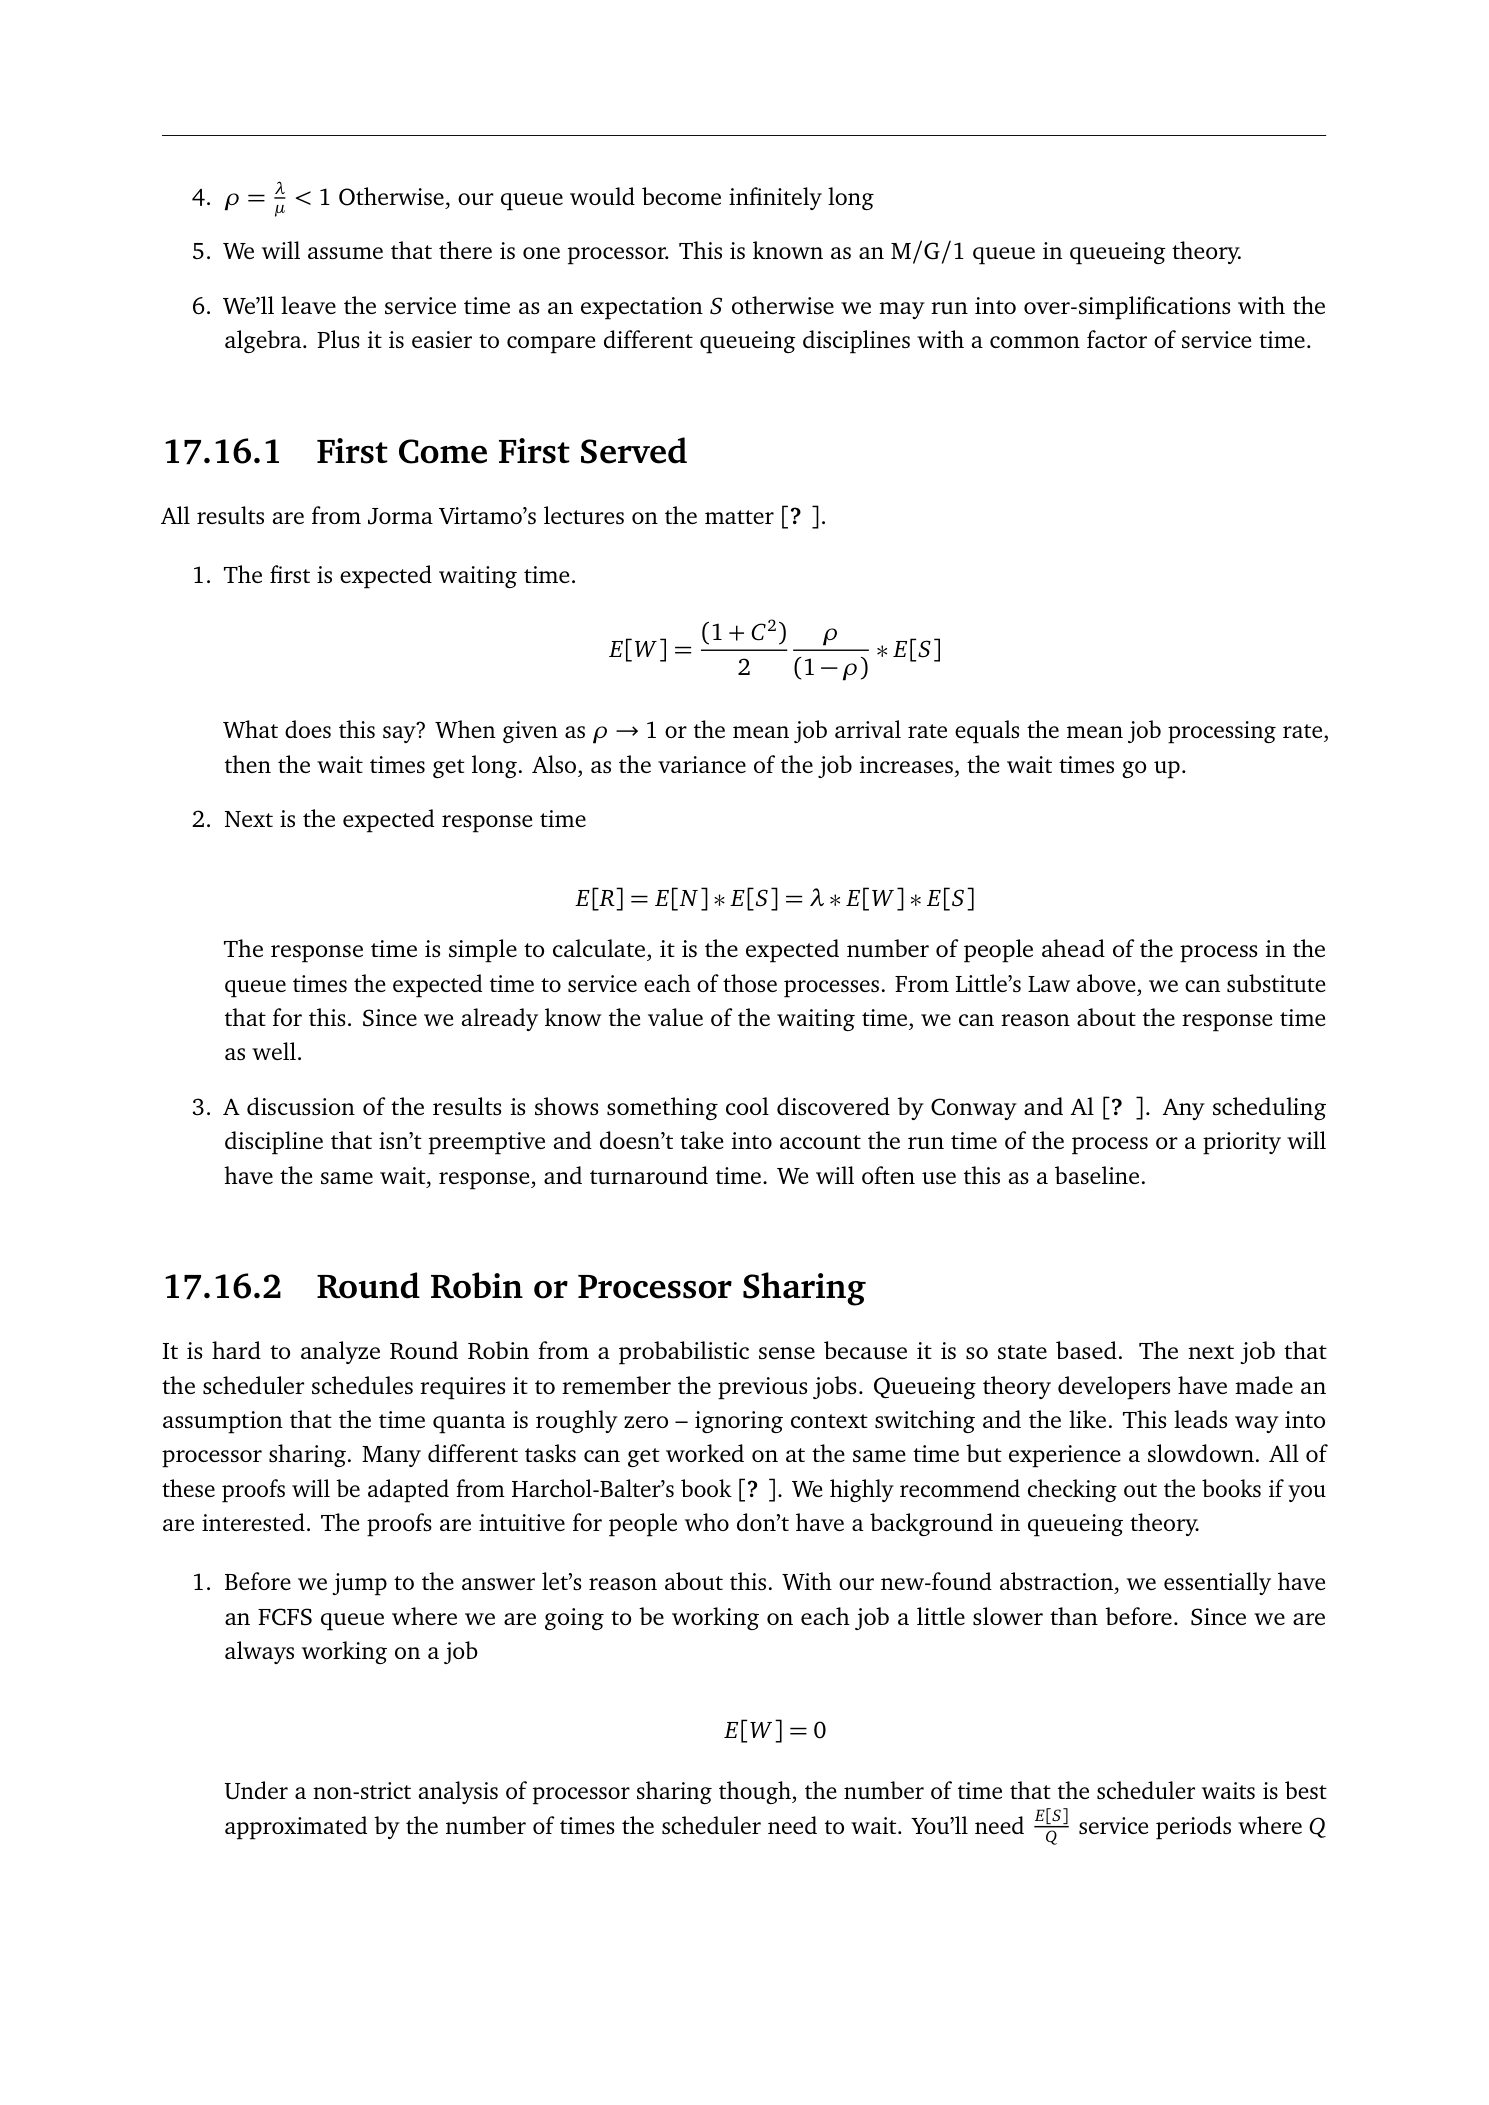 4. ρ = λ/μ < 1 Otherwise, our queue would become infinitely long
5. We will assume that there is one processor. This is known as an M/G/1 queue in queueing theory.
6. We'll leave the service time as an expectation S otherwise we may run into over-simplifications with the
algebra. Plus it is easier to compare different queueing disciplines with a common factor of service time.
17.16.1 First Come First Served
All results are from Jorma Virtamo's lectures on the matter [? ].
1. The first is expected waiting time.
E[W] = (1 + C²)/2 ρ/(1 − ρ) ∗ E[S]
What does this say? When given as ρ → 1 or the mean job arrival rate equals the mean job processing rate,
then the wait times get long. Also, as the variance of the job increases, the wait times go up.
2. Next is the expected response time
E[R] = E[N] ∗ E[S] = λ ∗ E[W] ∗ E[S]
The response time is simple to calculate, it is the expected number of people ahead of the process in the
queue times the expected time to service each of those processes. From Little's Law above, we can substitute
that for this. Since we already know the value of the waiting time, we can reason about the response time
as well.
3. A discussion of the results is shows something cool discovered by Conway and Al [? ]. Any scheduling
discipline that isn't preemptive and doesn't take into account the run time of the process or a priority will
have the same wait, response, and turnaround time. We will often use this as a baseline.
17.16.2 Round Robin or Processor Sharing
It is hard to analyze Round Robin from a probabilistic sense because it is so state based. The next job that
the scheduler schedules requires it to remember the previous jobs. Queueing theory developers have made an
assumption that the time quanta is roughly zero – ignoring context switching and the like. This leads way into
processor sharing. Many different tasks can get worked on at the same time but experience a slowdown. All of
these proofs will be adapted from Harchol-Balter's book [? ]. We highly recommend checking out the books if you
are interested. The proofs are intuitive for people who don't have a background in queueing theory.
1. Before we jump to the answer let's reason about this. With our new-found abstraction, we essentially have
an FCFS queue where we are going to be working on each job a little slower than before. Since we are
always working on a job
E[W] = 0
Under a non-strict analysis of processor sharing though, the number of time that the scheduler waits is best
approximated by the number of times the scheduler need to wait. You'll need E[S]/Q service periods where Q